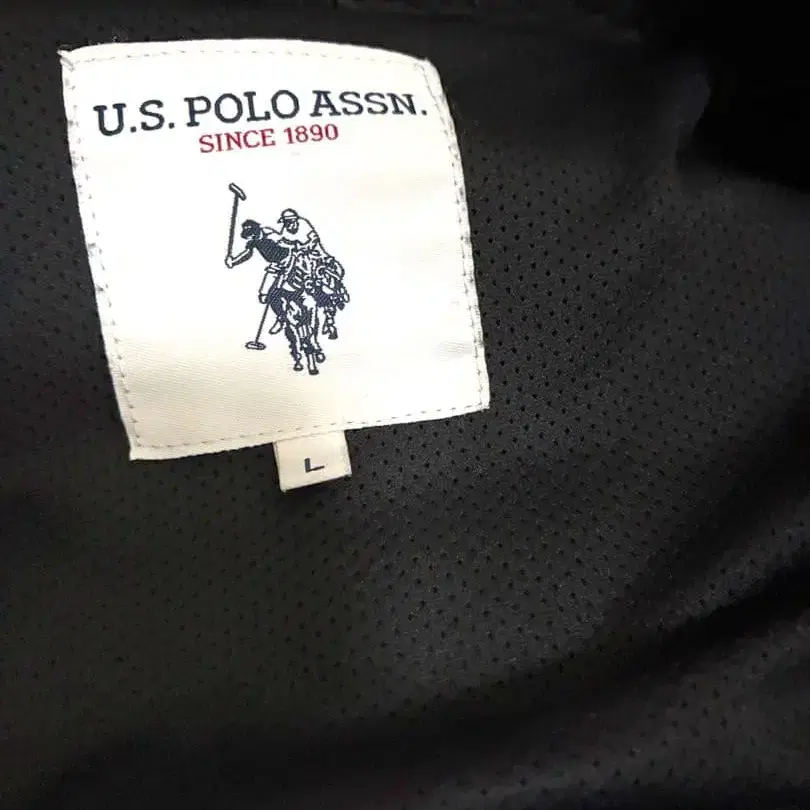 U.S. POLO ASSN.
SINCE 1890
L